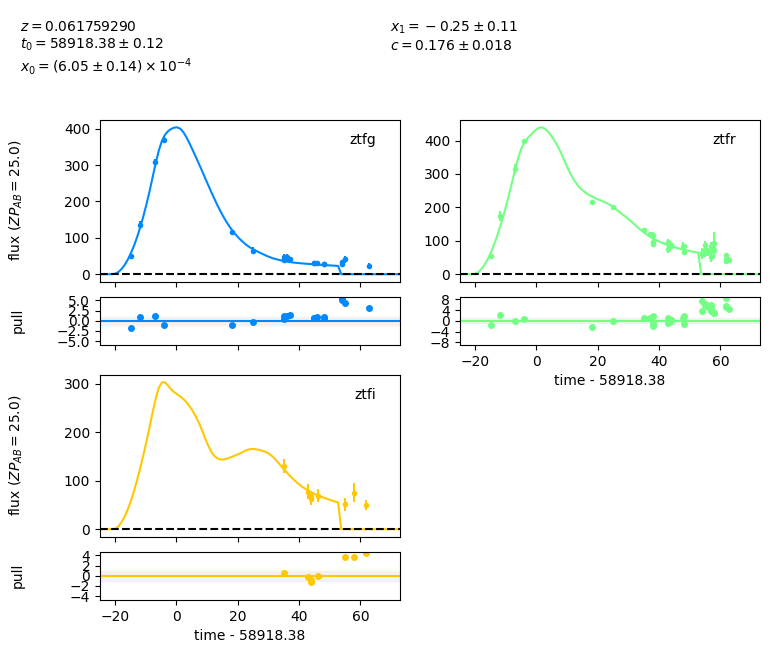 z = 0.061759290
t₀ = 58918.38 ± 0.12
x₀ = (6.05 ± 0.14) × 10⁻⁴
x₁ = −0.25 ± 0.11
c = 0.176 ± 0.018
ztfg
flux (ZP_AB = 25.0)
400
300
200
100
0
pull
5.0
2.5
0.0
−2.5
−5.0
ztfr
400
300
200
100
0
8
4
0
−4
−8
−20 0 20 40 60
time - 58918.38
ztfi
flux (ZP_AB = 25.0)
300
200
100
0
pull
4
2
0
−2
−4
−20 0 20 40 60
time - 58918.38